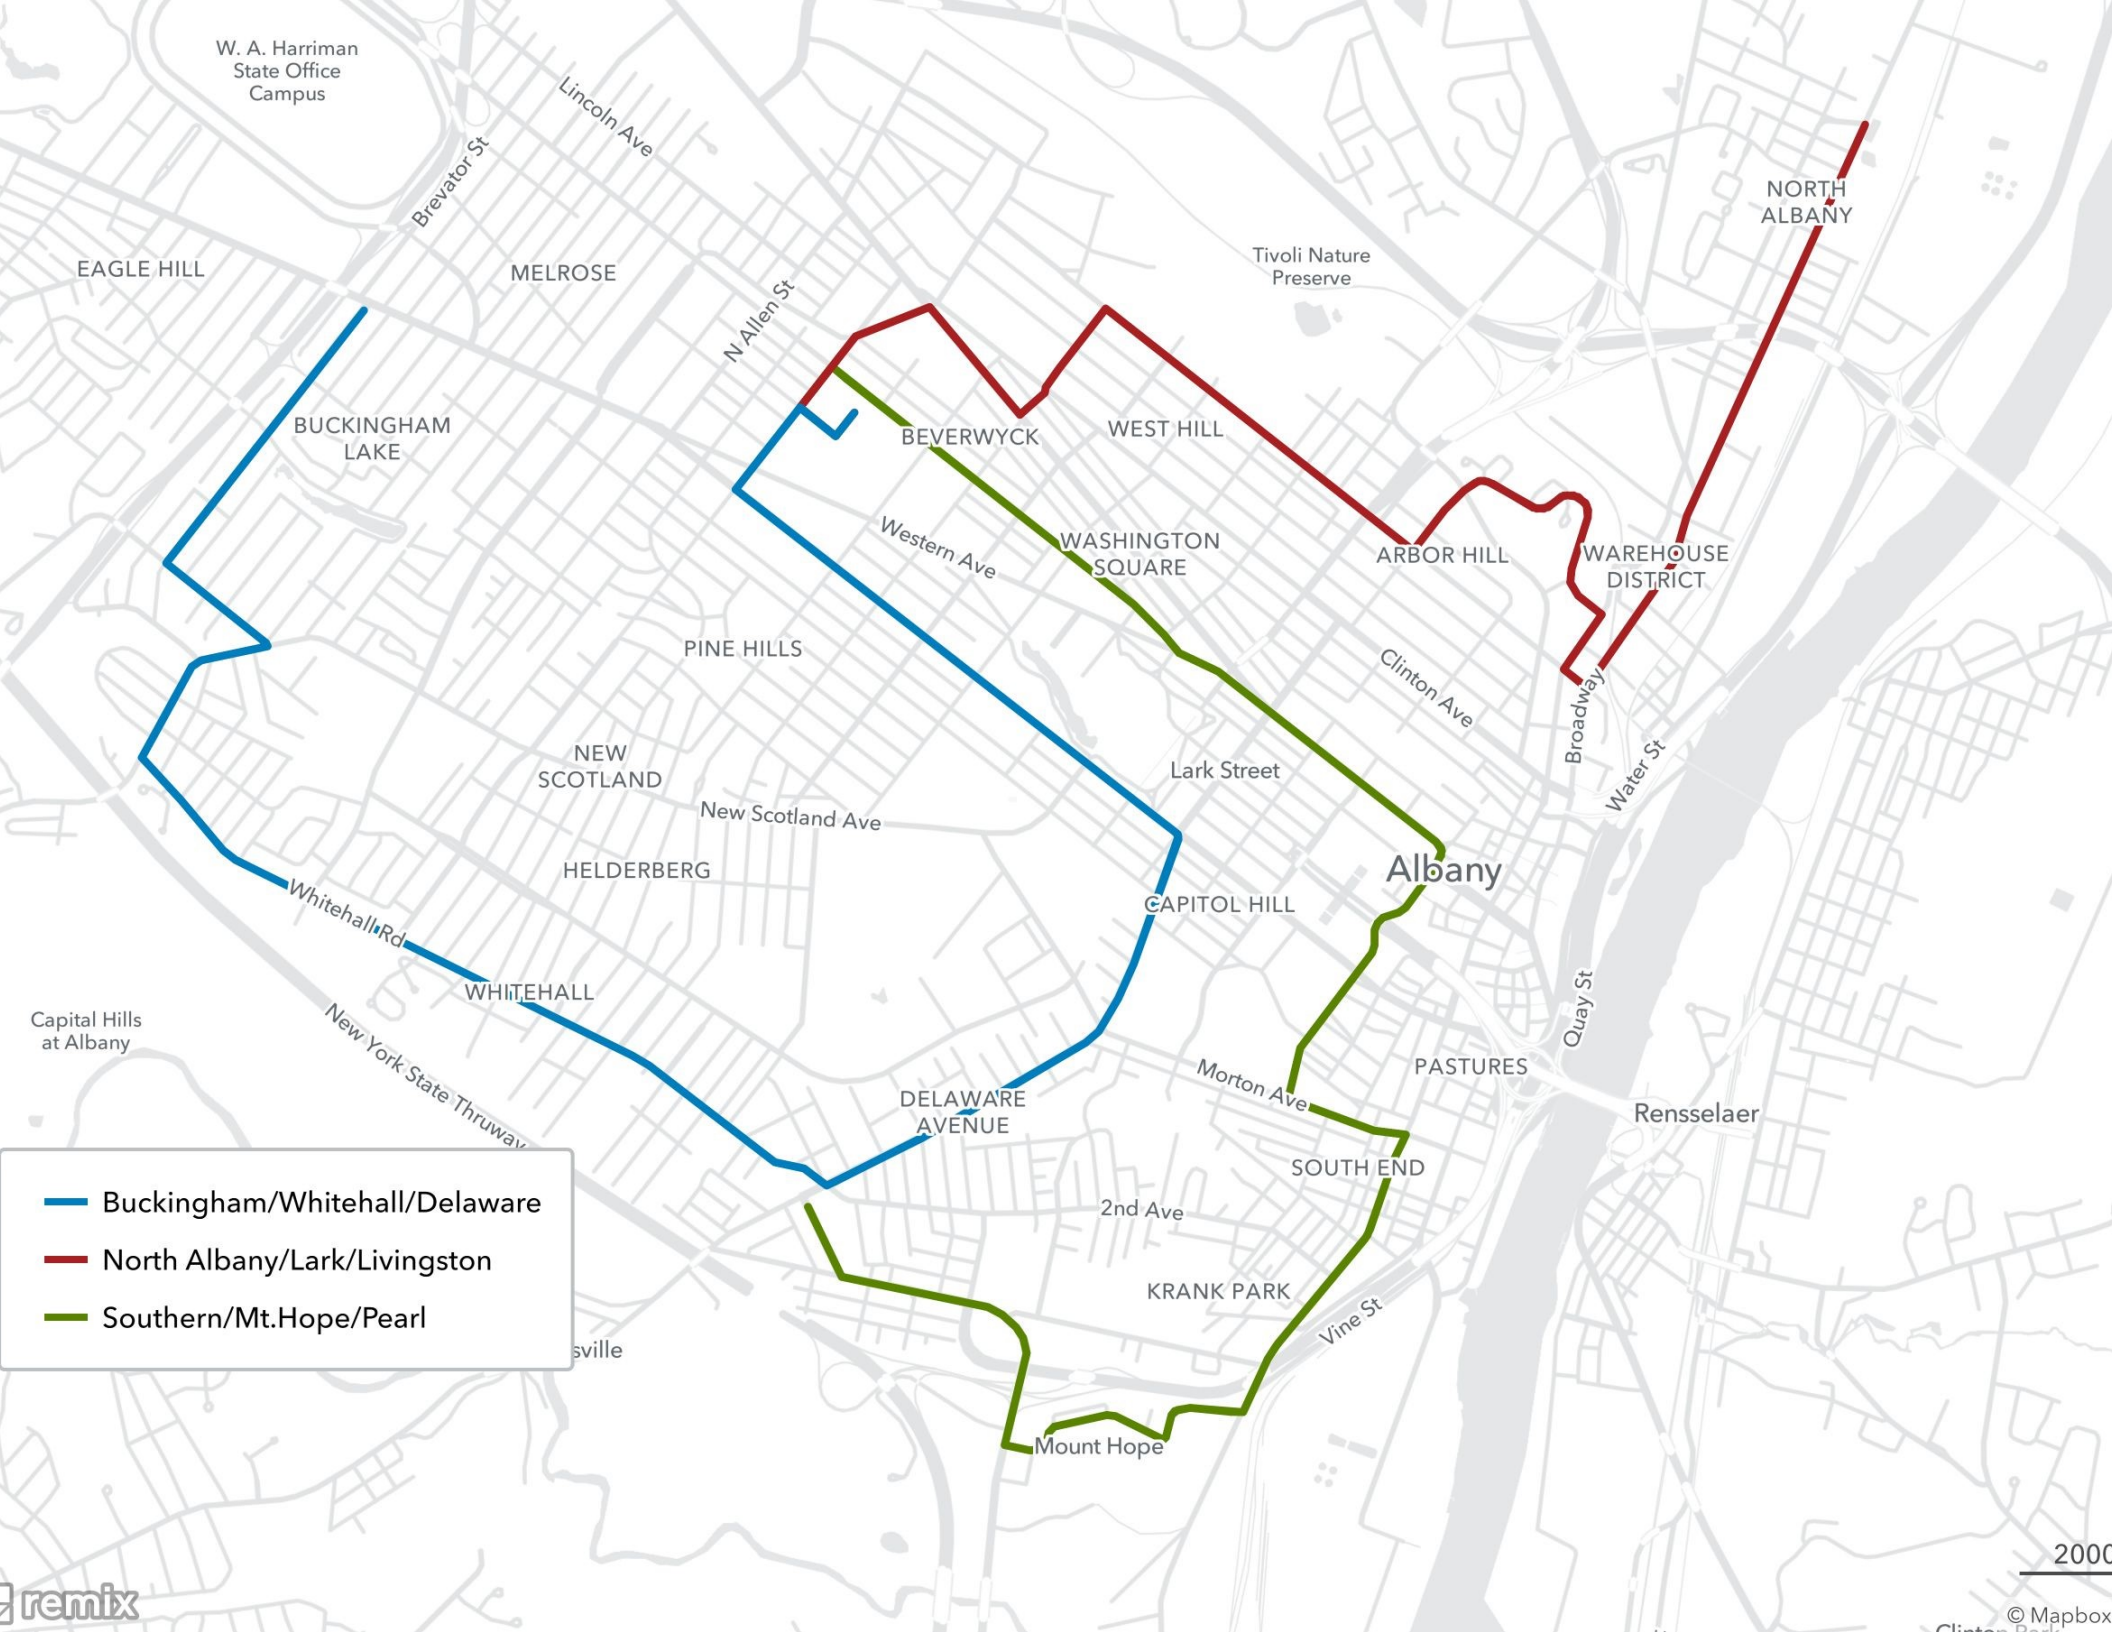 W. A. Harriman
State Office
Campus
Lincoln Ave
Brevator St
NORTH
ALBANY
EAGLE HILL
MELROSE
Tivoli Nature
Preserve
N Allen St
BUCKINGHAM
LAKE
BEVERWYCK
WEST HILL
Western Ave
WASHINGTON
SQUARE
ARBOR HILL
WAREHOUSE
DISTRICT
PINE HILLS
Clinton Ave
Broadway
NEW
SCOTLAND
Lark Street
Water St
New Scotland Ave
HELDERBERG
Albany
Whitehall Rd
CAPITOL HILL
WHITEHALL
Quay St
Capital Hills
at Albany
New York State Thruway
PASTURES
Morton Ave
DELAWARE
AVENUE
Rensselaer
SOUTH END
2nd Ave
Buckingham/Whitehall/Delaware
North Albany/Lark/Livingston
Southern/Mt.Hope/Pearl
KRANK PARK
Vine St
sville
Mount Hope
2000
remix
© Mapbox